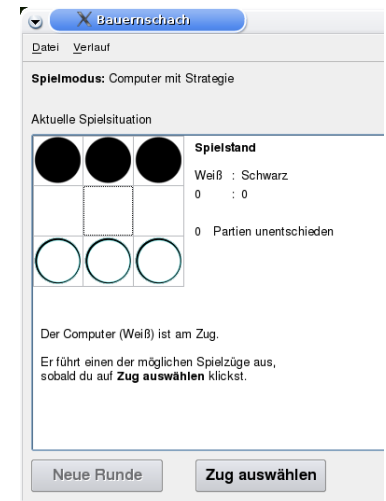 Bauernschach
Datei Verlauf
Spielmodus: Computer mit Strategie
Aktuelle Spielsituation
Spielstand
Weiß : Schwarz
0 : 0
0 Partien unentschieden
Der Computer (Weiß) ist am Zug.
Er führt einen der möglichen Spielzüge aus,
sobald du auf Zug auswählen klickst.
Neue Runde
Zug auswählen